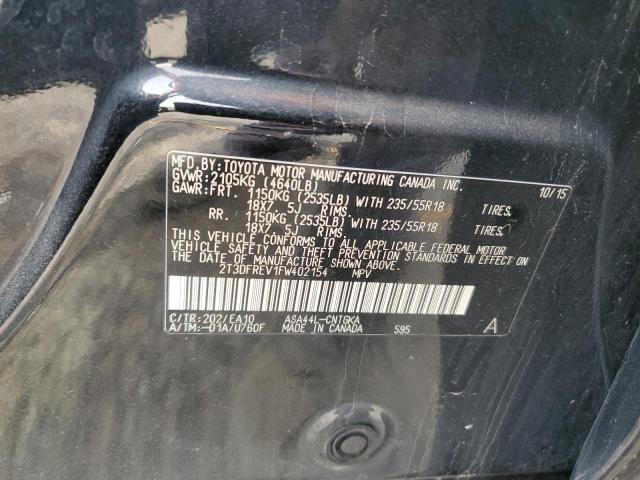 MFD.BY:TOYOTA MOTOR MANUFACTURING CANADA INC. 10/15
GVWR:2105KG (4640LB)
GAWR:FRT. 1150KG (2535LB) WITH 235/55R18 TIRES,
18X7.5J RIMS.
RR. 1150KG (2535LB) WITH 235/55R18 TIRES,
18X7.5J RIMS.
THIS VEHICLE CONFORMS TO ALL APPLICABLE FEDERAL MOTOR
VEHICLE SAFETY AND THEFT PREVENTION STANDARDS IN EFFECT ON
THE DATE OF MANUFACTURE SHOWN ABOVE.
2T3DFREV1FW402154 MPV
C/TR:202/EA10 ASA44L-CNTGKA
A/TM:-01A/U760F MADE IN CANADA 595 A